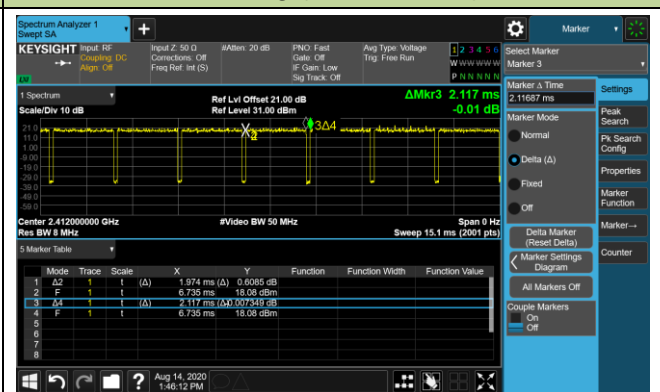 Spectrum Analyzer 1
Swept SA
Marker
KEYSIGHT
Input: RF
Coupling: DC
Align: Off
Input Z: 50 Ω
Corrections: Off
Freq Ref: Int (S)
#Atten: 20 dB
PNO: Fast
Gate: Off
IF Gain: Low
Sig Track: Off
Avg Type: Voltage
Trig: Free Run
1 2 3 4 5 6
W W W W W W
P N N N N N
Select Marker
Marker 3
1 Spectrum
Scale/Div 10 dB
Ref Lvl Offset 21.00 dB
Ref Level 31.00 dBm
ΔMkr3 2.117 ms
-0.01 dB
21.0
11.0
1.00
-9.00
-19.0
-29.0
-39.0
-49.0
-59.0
2
3Δ4
Center 2.412000000 GHz
Res BW 8 MHz
#Video BW 50 MHz
Span 0 Hz
Sweep 15.1 ms (2001 pts)
5 Marker Table
Mode Trace Scale X Y Function Function Width Function Value
1 Δ2 1 t (Δ) 1.974 ms (Δ) 0.6085 dB
2 F 1 t 6.735 ms 18.08 dBm
3 Δ4 1 t (Δ) 2.117 ms (Δ) -0.007349 dB
4 F 1 t 6.735 ms 18.08 dBm
5
6
7
8
Marker Δ Time
2.11687 ms
Marker Mode
Normal
Delta (Δ)
Fixed
Off
Delta Marker
(Reset Delta)
Marker Settings
Diagram
All Markers Off
Couple Markers
On
Off
Settings
Peak
Search
Pk Search
Config
Properties
Marker
Function
Marker→
Counter
Aug 14, 2020
1:46:12 PM